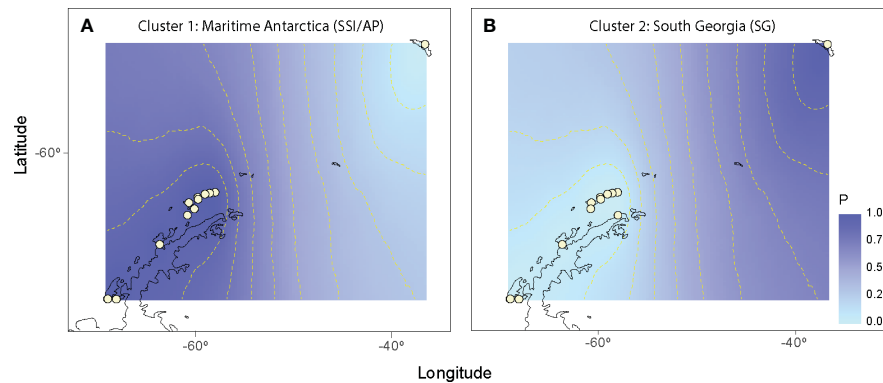 A Cluster 1: Maritime Antarctica (SSI/AP)
B Cluster 2: South Georgia (SG)
Latitude
-60º
P
1.0
0.7
0.5
0.2
0.0
-60º -40º
-60º -40º
Longitude